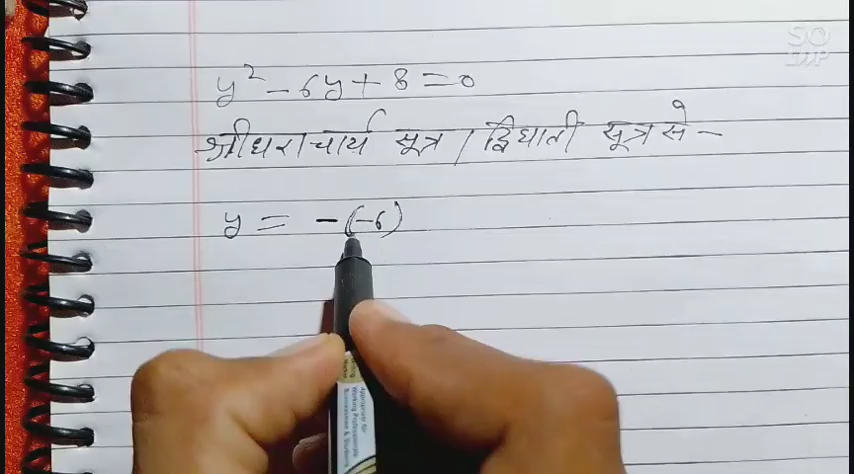 y² - 6y + 8 = 0
श्रीधराचार्य सूत्र / द्विघाती सूत्र से -
y = -(-6)